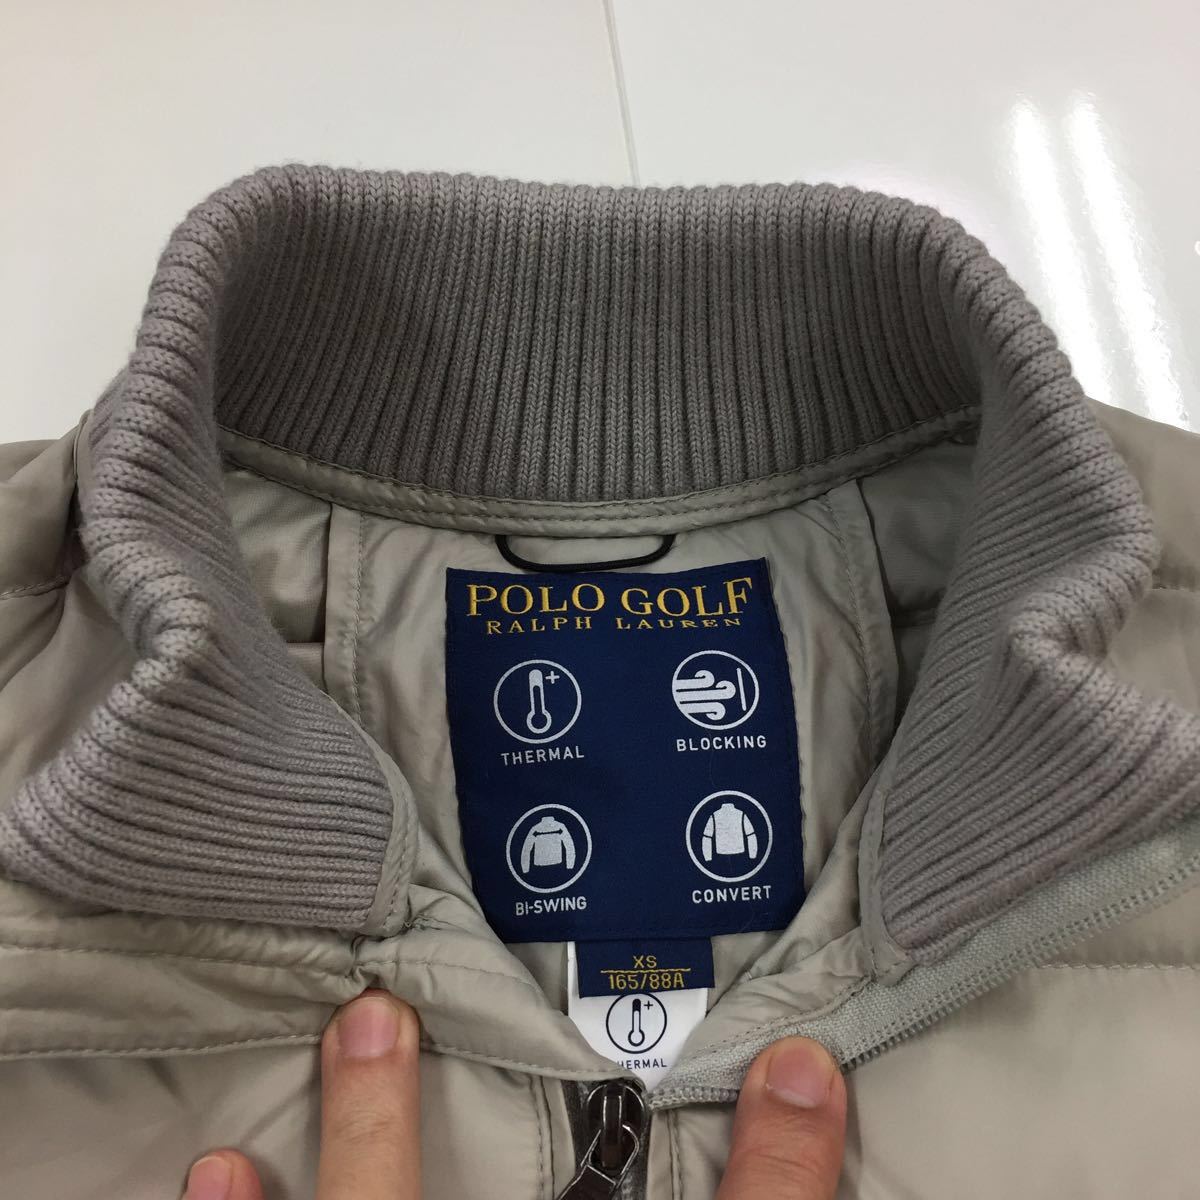 POLO GOLF
RALPH LAUREN
THERMAL
BLOCKING
BI-SWING
CONVERT
XS
165/88A